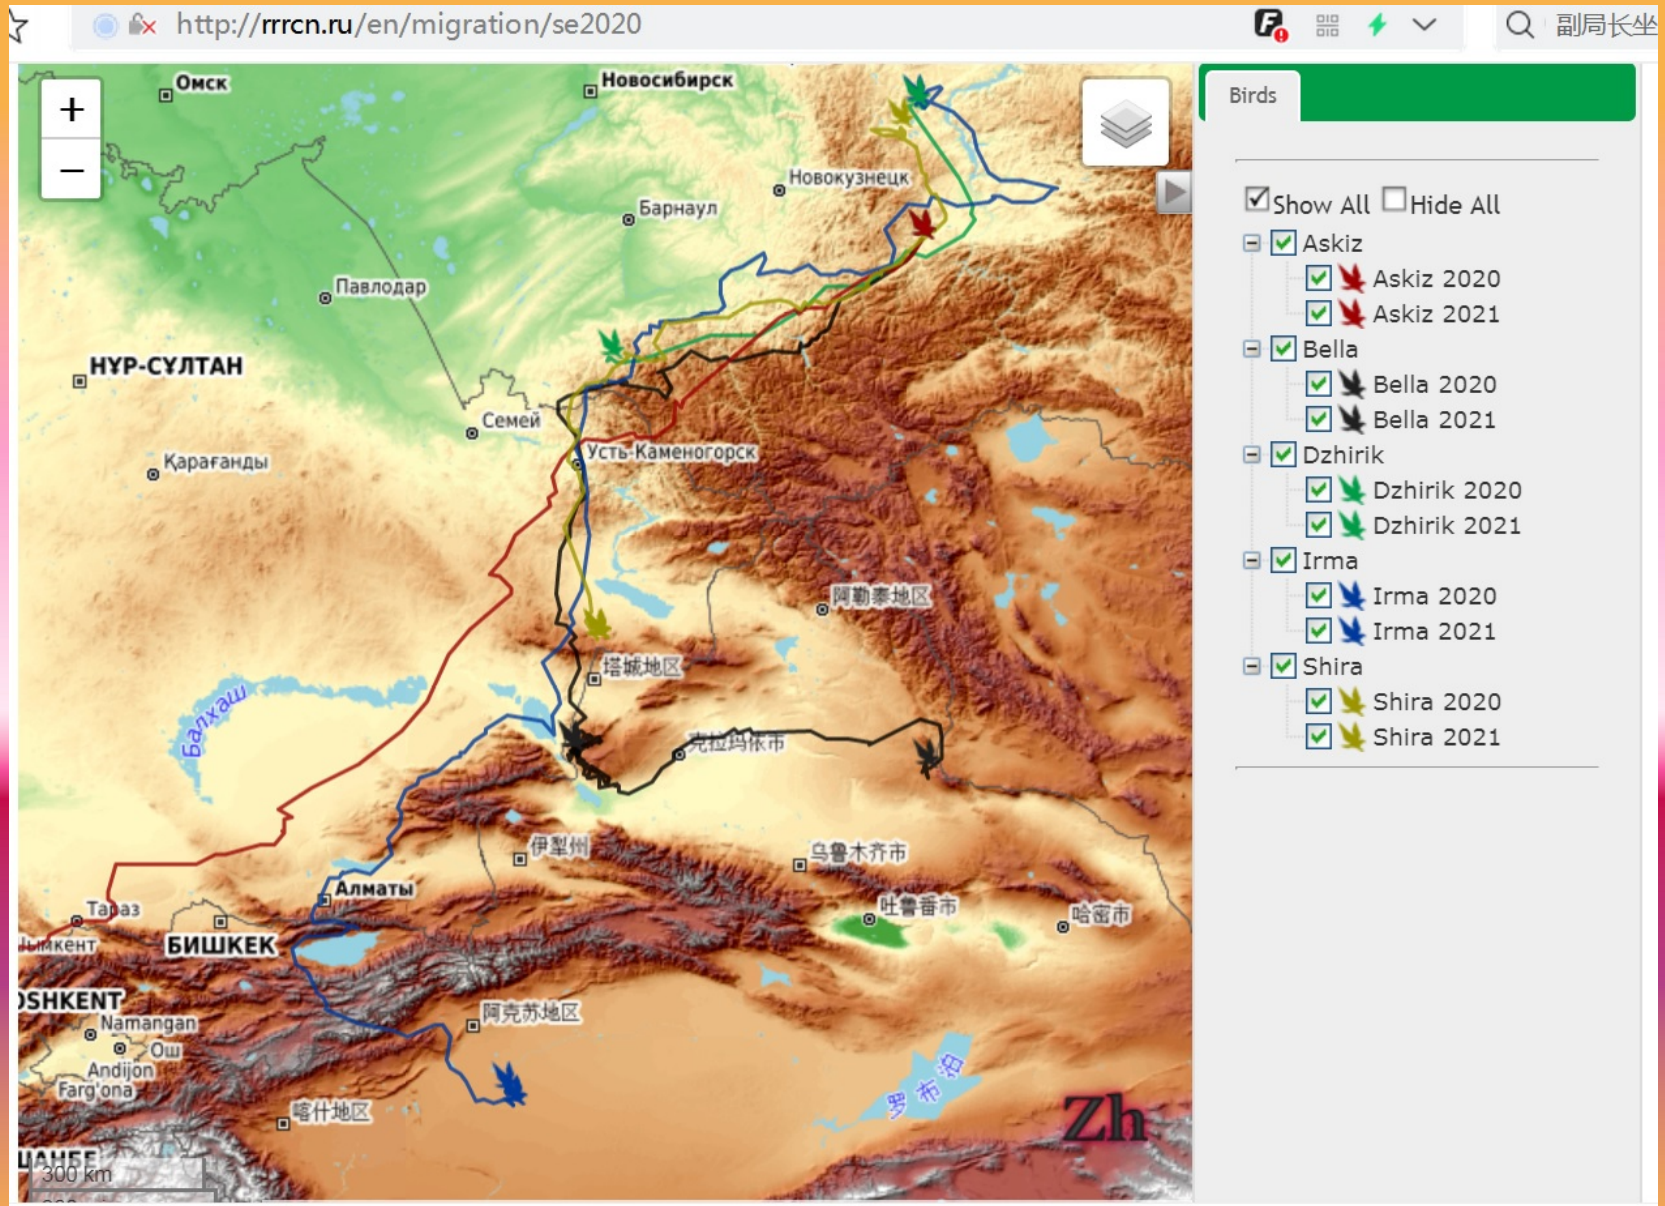 http://rrrcn.ru/en/migration/se2020
副局长坐
Омск
Новосибирск
Новокузнецк
Барнаул
Павлодар
НҰР-СҰЛТАН
Семей
Қарағанды
Усть-Каменогорск
阿勒泰地区
塔城地区
Балхаш
克拉玛依市
伊犁州
乌鲁木齐市
Алматы
Тараз
吐鲁番市
哈密市
БИШКЕК
Namangan
Ош
Andijon
Farg'ona
阿克苏地区
喀什地区
罗布泊
Zh
300 km
+
−
Birds
Show All Hide All
Askiz
Askiz 2020
Askiz 2021
Bella
Bella 2020
Bella 2021
Dzhirik
Dzhirik 2020
Dzhirik 2021
Irma
Irma 2020
Irma 2021
Shira
Shira 2020
Shira 2021